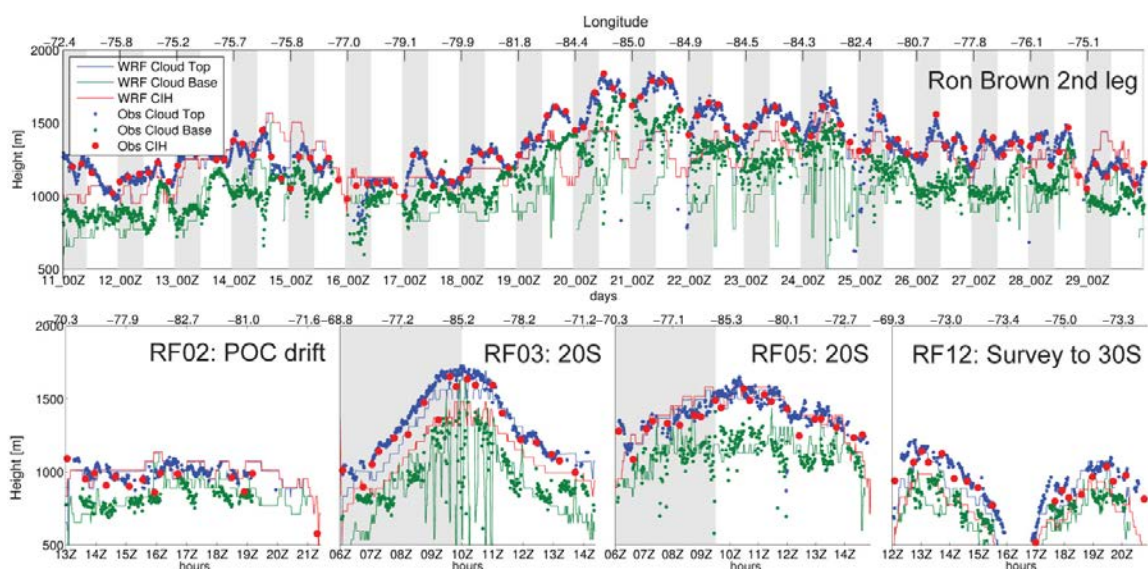 Longitude
−72.4 −75.8 −75.2 −75.7 −75.8 −77.0 −79.1 −79.9 −81.8 −84.4 −85.0 −84.9 −84.5 −84.3 −82.4 −80.7 −77.8 −76.1 −75.1
2000
WRF Cloud Top
WRF Cloud Base
WRF CIH
Obs Cloud Top
Obs Cloud Base
Obs CIH
Ron Brown 2nd leg
1500
1000
500
Height [m]
11_00Z 12_00Z 13_00Z 14_00Z 15_00Z 16_00Z 17_00Z 18_00Z 19_00Z 20_00Z 21_00Z 22_00Z 23_00Z 24_00Z 25_00Z 26_00Z 27_00Z 28_00Z 29_00Z
days
−70.3 −77.9 −82.7 −81.0 −71.6 −68.8 −77.2 −85.2 −78.2 −71.2 −70.3 −77.1 −85.3 −80.1 −72.7 −69.3 −73.0 −73.4 −75.0 −73.3
2000
RF02: POC drift
RF03: 20S
RF05: 20S
RF12: Survey to 30S
1500
1000
500
Height [m]
13Z 14Z 15Z 16Z 17Z 18Z 19Z 20Z 21Z 06Z 07Z 08Z 09Z 10Z 11Z 12Z 13Z 14Z 06Z 07Z 08Z 09Z 10Z 11Z 12Z 13Z 14Z 12Z 13Z 14Z 15Z 16Z 17Z 18Z 19Z 20Z
hours hours hours hours